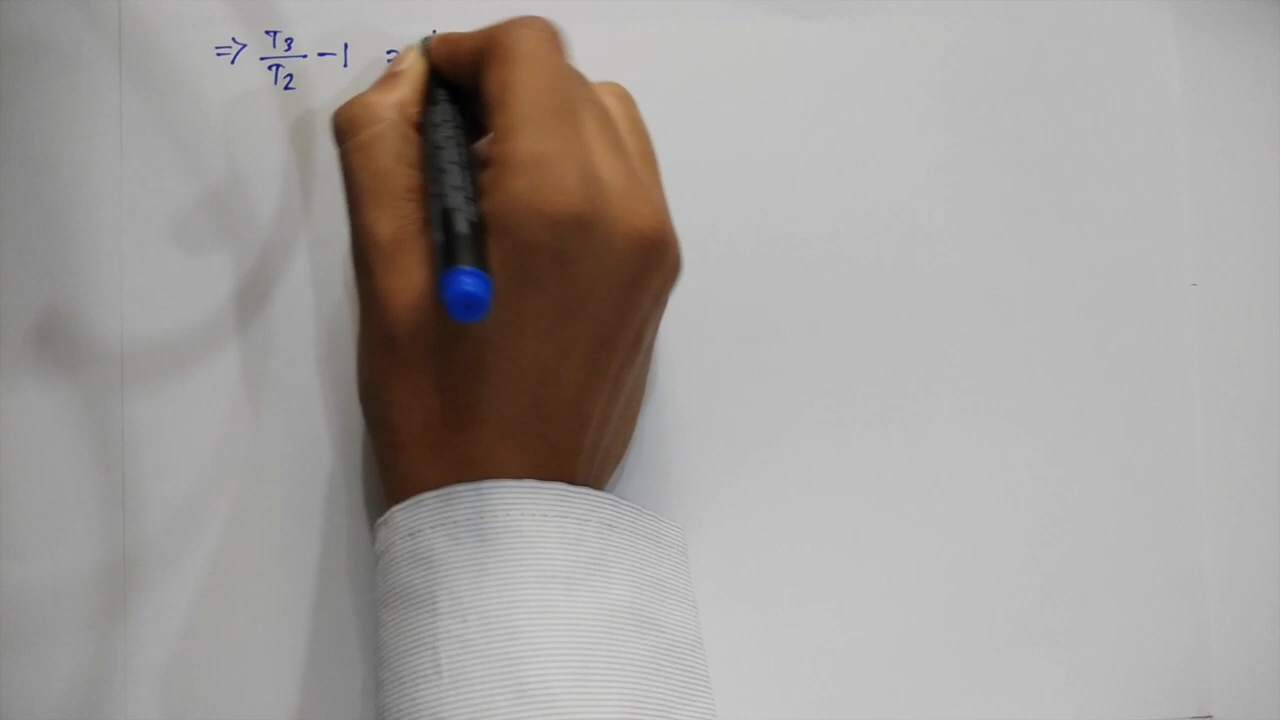 ⇒ T3/T2 - 1 =